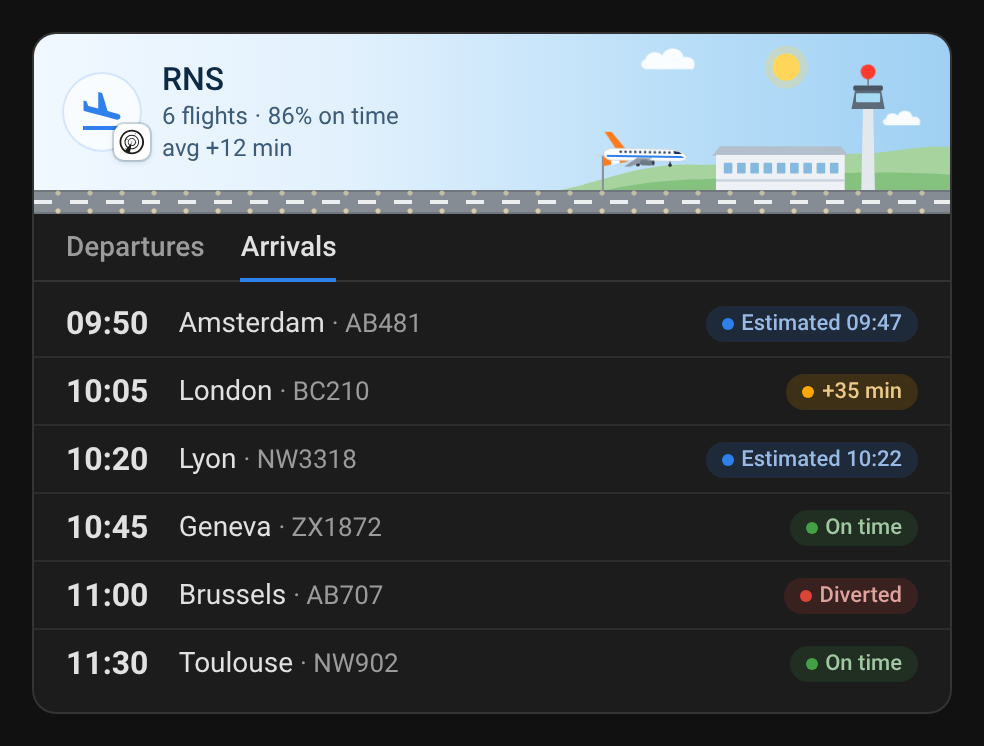 RNS
6 flights · 86% on time
avg +12 min
Departures Arrivals
09:50 Amsterdam · AB481 Estimated 09:47
10:05 London · BC210 +35 min
10:20 Lyon · NW3318 Estimated 10:22
10:45 Geneva · ZX1872 On time
11:00 Brussels · AB707 Diverted
11:30 Toulouse · NW902 On time